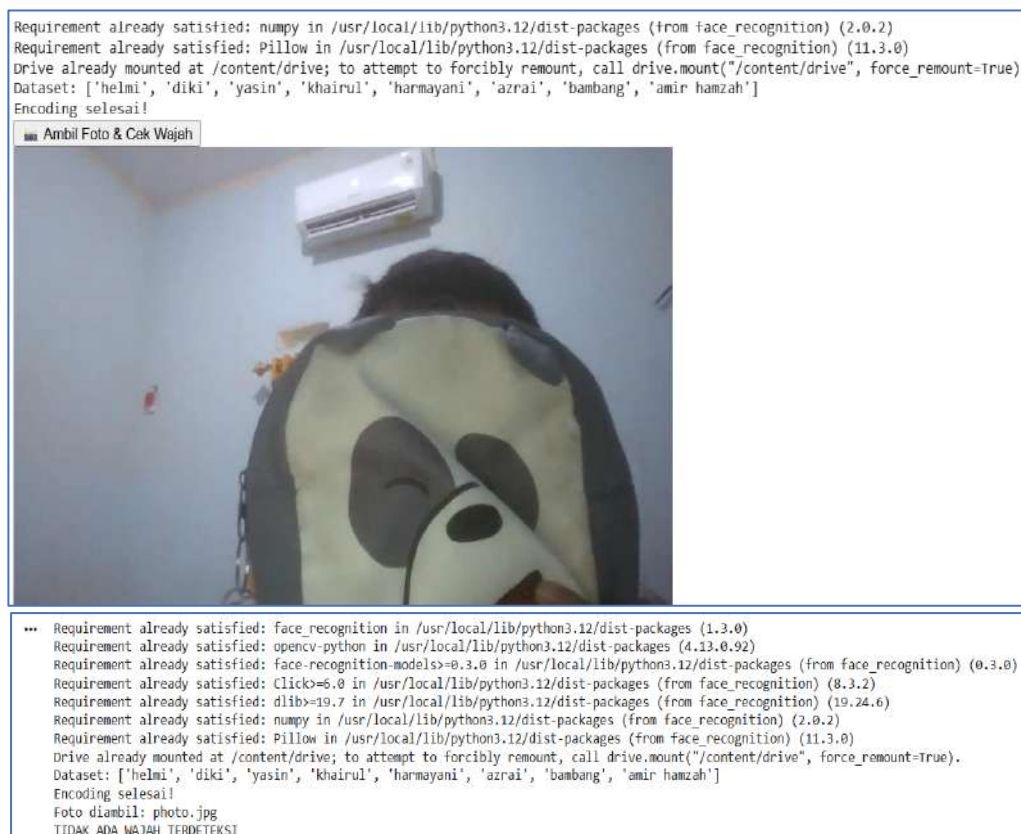 Requirement already satisfied: numpy in /usr/local/lib/python3.12/dist-packages (from face_recognition) (2.0.2)
Requirement already satisfied: Pillow in /usr/local/lib/python3.12/dist-packages (from face_recognition) (11.3.0)
Drive already mounted at /content/drive; to attempt to forcibly remount, call drive.mount("/content/drive", force_remount=True)
Dataset: ['helmi', 'diki', 'yasin', 'khairul', 'harmayani', 'azrai', 'bambang', 'amir hamzah']
Encoding selesai!
Ambil Foto & Cek Wajah
... Requirement already satisfied: face_recognition in /usr/local/lib/python3.12/dist-packages (1.3.0)
Requirement already satisfied: opencv-python in /usr/local/lib/python3.12/dist-packages (4.13.0.92)
Requirement already satisfied: face-recognition-models>=0.3.0 in /usr/local/lib/python3.12/dist-packages (from face_recognition) (0.3.0)
Requirement already satisfied: Click>=6.0 in /usr/local/lib/python3.12/dist-packages (from face_recognition) (8.3.2)
Requirement already satisfied: dlib>=19.7 in /usr/local/lib/python3.12/dist-packages (from face_recognition) (19.24.6)
Requirement already satisfied: numpy in /usr/local/lib/python3.12/dist-packages (from face_recognition) (2.0.2)
Requirement already satisfied: Pillow in /usr/local/lib/python3.12/dist-packages (from face_recognition) (11.3.0)
Drive already mounted at /content/drive; to attempt to forcibly remount, call drive.mount("/content/drive", force_remount=True).
Dataset: ['helmi', 'diki', 'yasin', 'khairul', 'harmayani', 'azrai', 'bambang', 'amir hamzah']
Encoding selesai!
Foto diambil: photo.jpg
TIDAK ADA WAJAH TERDETEKSI